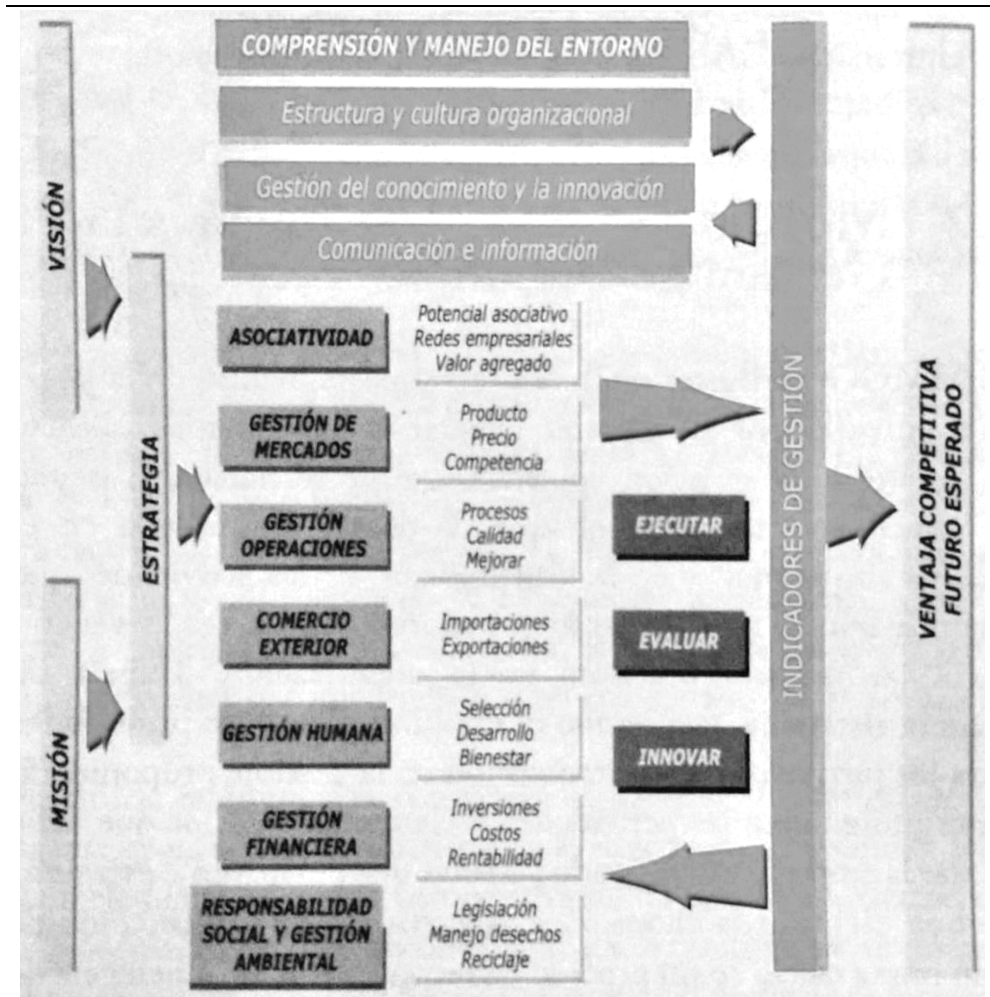 COMPRENSIÓN Y MANEJO DEL ENTORNO
Estructura y cultura organizacional
Gestión del conocimiento y la innovación
Comunicación e información
VISIÓN
MISIÓN
ESTRATEGIA
ASOCIATIVIDAD
Potencial asociativo
Redes empresariales
Valor agregado
GESTIÓN DE
MERCADOS
Producto
Precio
Competencia
GESTIÓN
OPERACIONES
Procesos
Calidad
Mejorar
COMERCIO
EXTERIOR
Importaciones
Exportaciones
GESTIÓN HUMANA
Selección
Desarrollo
Bienestar
GESTIÓN
FINANCIERA
Inversiones
Costos
Rentabilidad
RESPONSABILIDAD
SOCIAL Y GESTIÓN
AMBIENTAL
Legislación
Manejo desechos
Reciclaje
EJECUTAR
EVALUAR
INNOVAR
INDICADORES DE GESTIÓN
VENTAJA COMPETITIVA
FUTURO ESPERADO